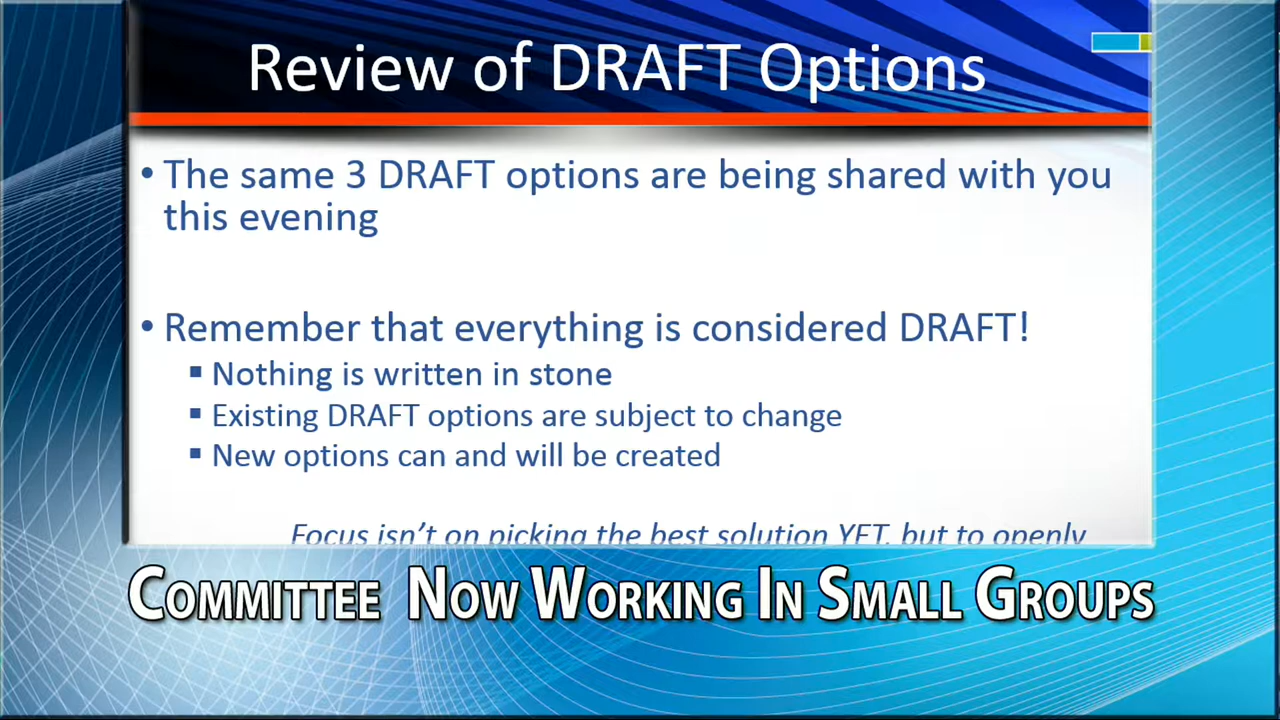 Review of DRAFT Options
• The same 3 DRAFT options are being shared with you
this evening
• Remember that everything is considered DRAFT!
▪ Nothing is written in stone
▪ Existing DRAFT options are subject to change
▪ New options can and will be created
Focus isn't on picking the best solution YET, but to openly
COMMITTEE NOW WORKING IN SMALL GROUPS